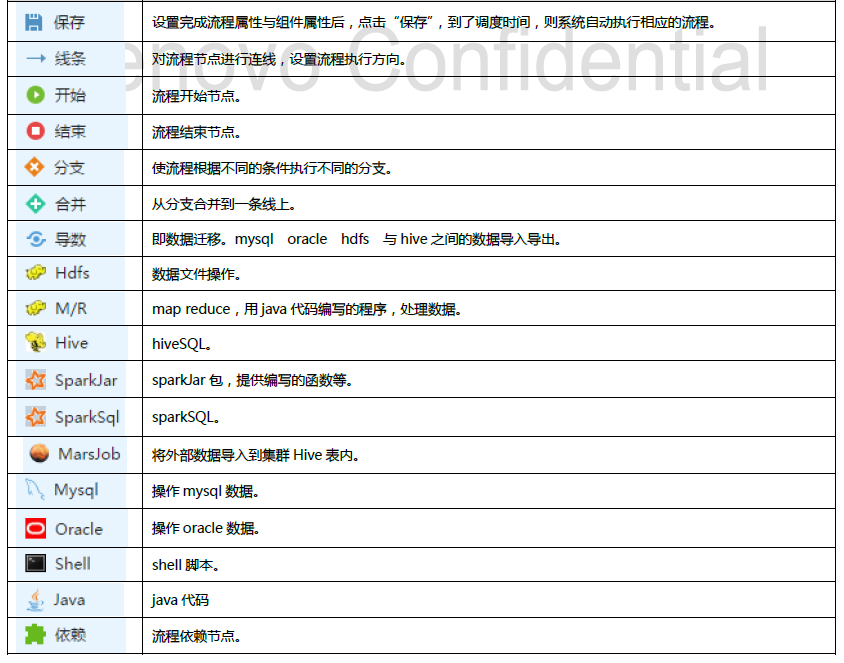 保存 设置完成流程属性与组件属性后，点击“保存”，到了调度时间，则系统自动执行相应的流程。
线条 对流程节点进行连线，设置流程执行方向。
enovo Confidential
开始 流程开始节点。
结束 流程结束节点。
分支 使流程根据不同的条件执行不同的分支。
合并 从分支合并到一条线上。
导数 即数据迁移。mysql oracle hdfs 与 hive 之间的数据导入导出。
Hdfs 数据文件操作。
M/R map reduce，用 java 代码编写的程序，处理数据。
Hive hiveSQL。
SparkJar sparkJar 包，提供编写的函数等。
SparkSql sparkSQL。
MarsJob 将外部数据导入到集群 Hive 表内。
Mysql 操作 mysql 数据。
Oracle 操作 oracle 数据。
Shell shell 脚本。
Java java 代码
依赖 流程依赖节点。